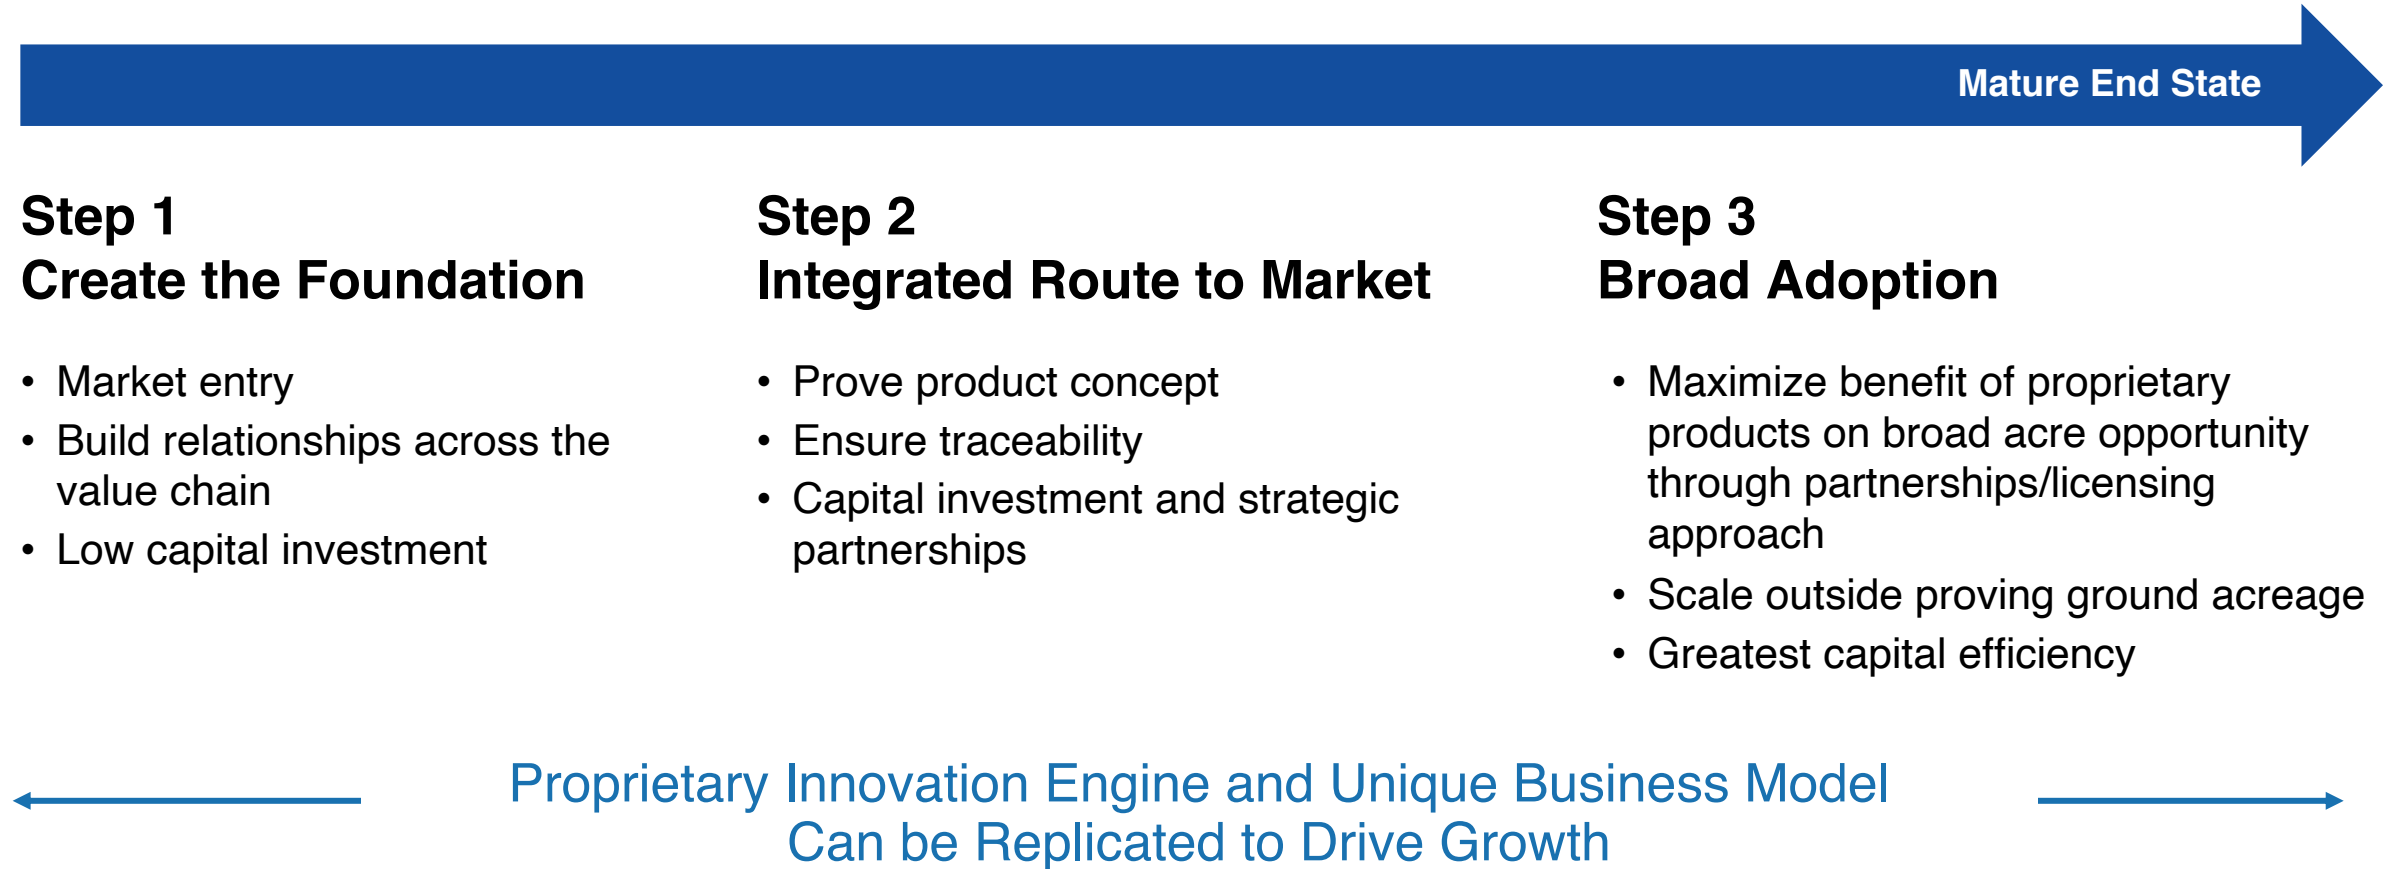 Mature End State
Step 1
Create the Foundation
• Market entry
• Build relationships across the
value chain
• Low capital investment
Step 2
Integrated Route to Market
• Prove product concept
• Ensure traceability
• Capital investment and strategic
partnerships
Step 3
Broad Adoption
• Maximize benefit of proprietary
products on broad acre opportunity
through partnerships/licensing
approach
• Scale outside proving ground acreage
• Greatest capital efficiency
Proprietary Innovation Engine and Unique Business Model
Can be Replicated to Drive Growth